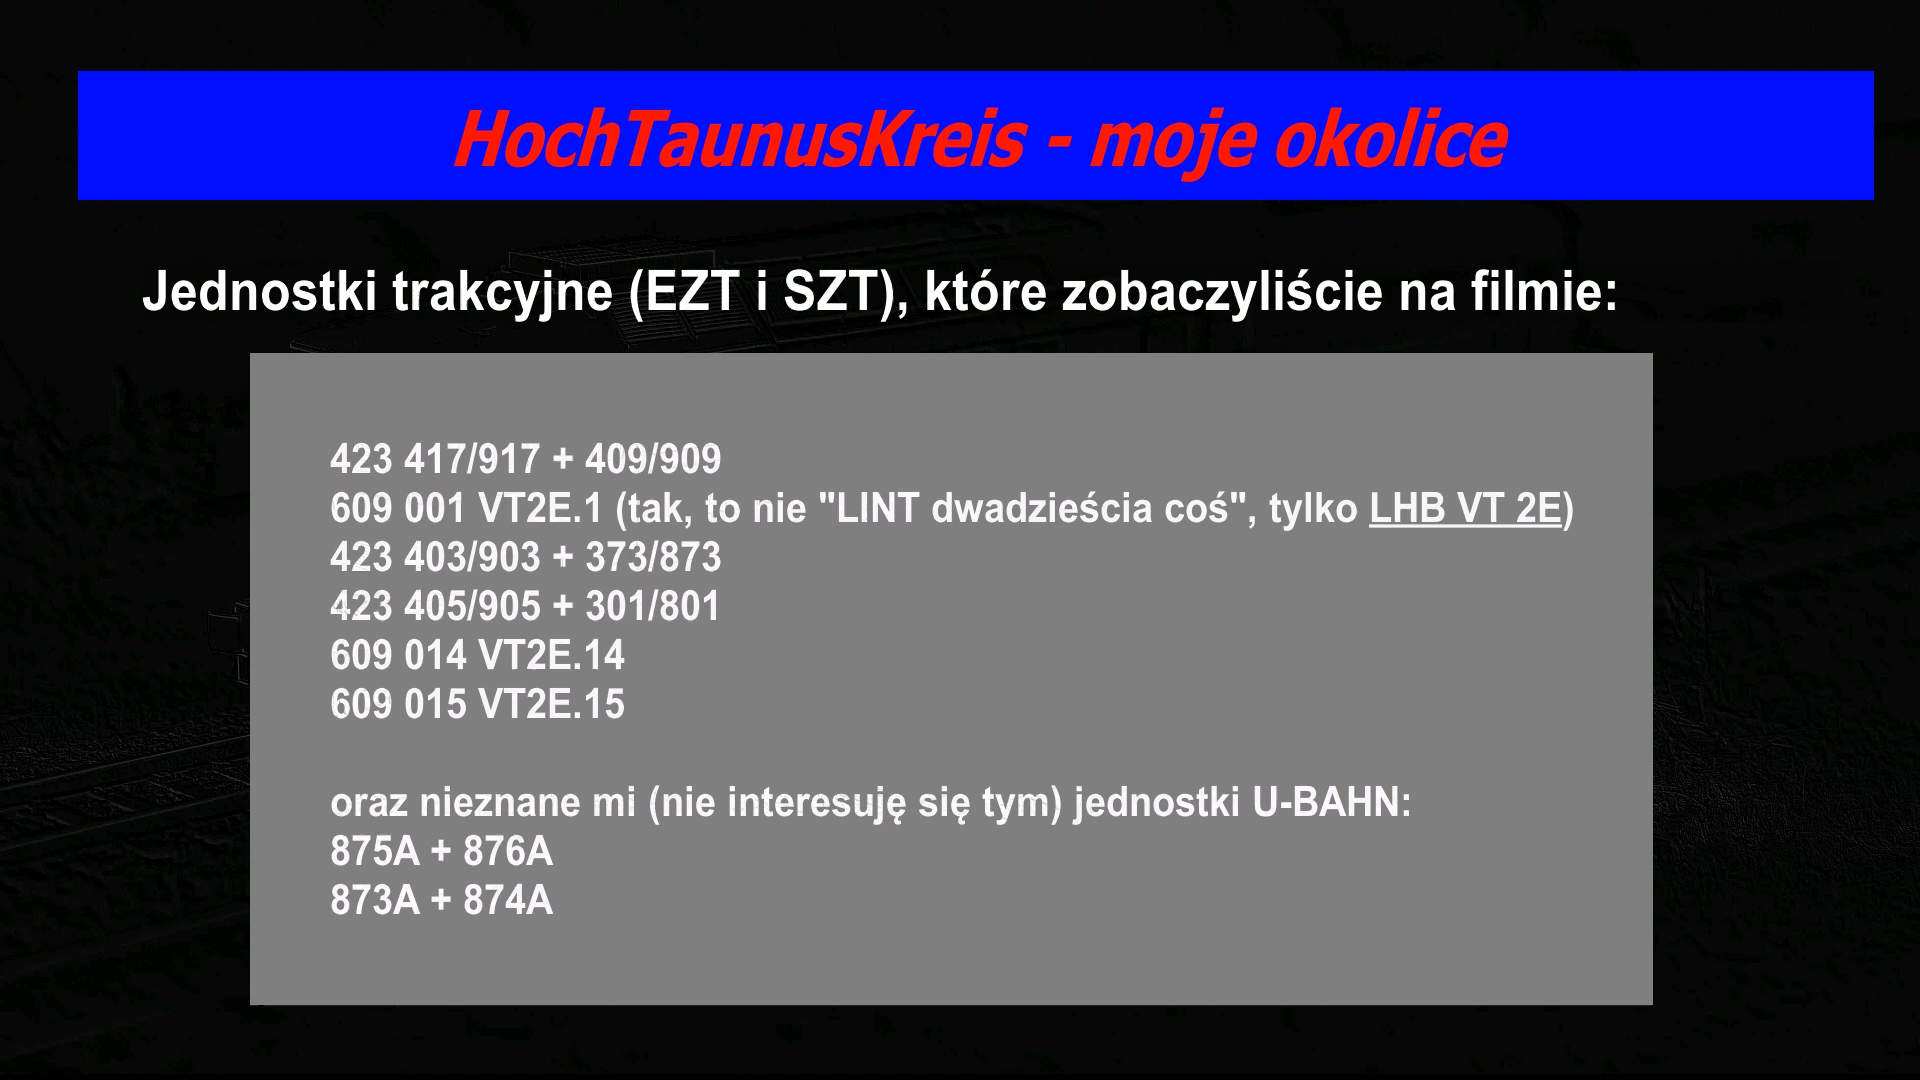 HochTaunusKreis - moje okolice
Jednostki trakcyjne (EZT i SZT), które zobaczyliście na filmie:
423 417/917 + 409/909
609 001 VT2E.1 (tak, to nie "LINT dwadzieścia coś", tylko LHB VT 2E)
423 403/903 + 373/873
423 405/905 + 301/801
609 014 VT2E.14
609 015 VT2E.15
oraz nieznane mi (nie interesuję się tym) jednostki U-BAHN:
875A + 876A
873A + 874A